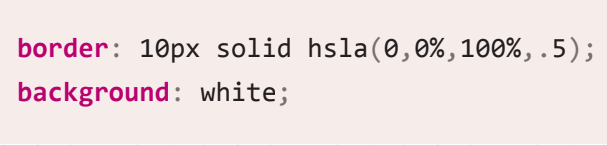 border: 10px solid hsla(0,0%,100%,.5);
background: white;